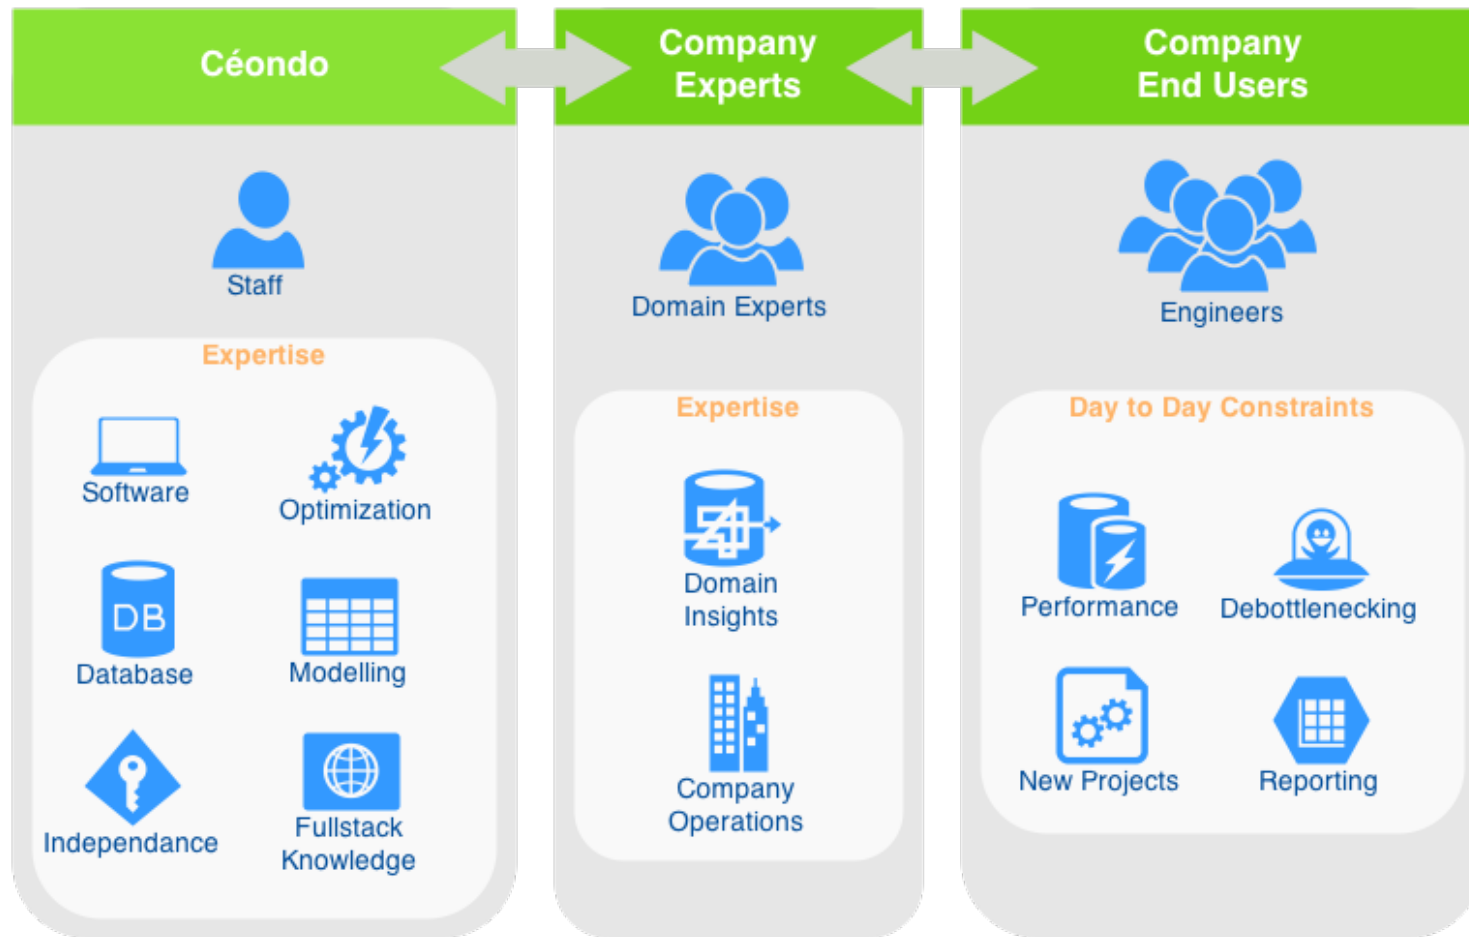 Céondo
Company
Experts
Company
End Users
Staff
Expertise
Software
Optimization
DB
Database
Modelling
Independance
Fullstack
Knowledge
Domain Experts
Expertise
Domain
Insights
Company
Operations
Engineers
Day to Day Constraints
Performance
Debottlenecking
New Projects
Reporting